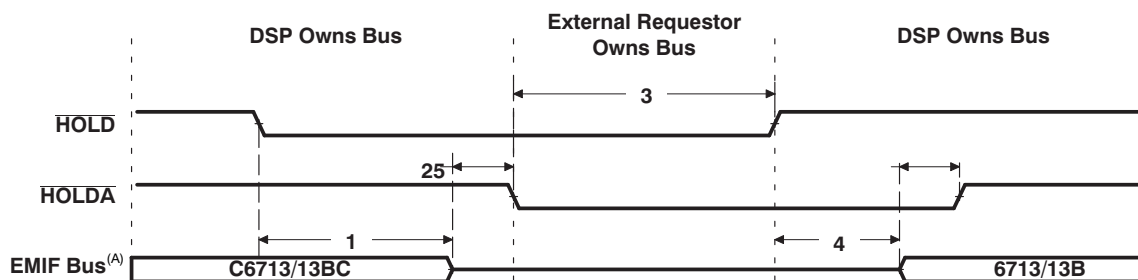 DSP Owns Bus
External Requestor
Owns Bus
DSP Owns Bus
3
HOLD
25
HOLDA
1
4
EMIF Bus(A)
C6713/13BC
6713/13B